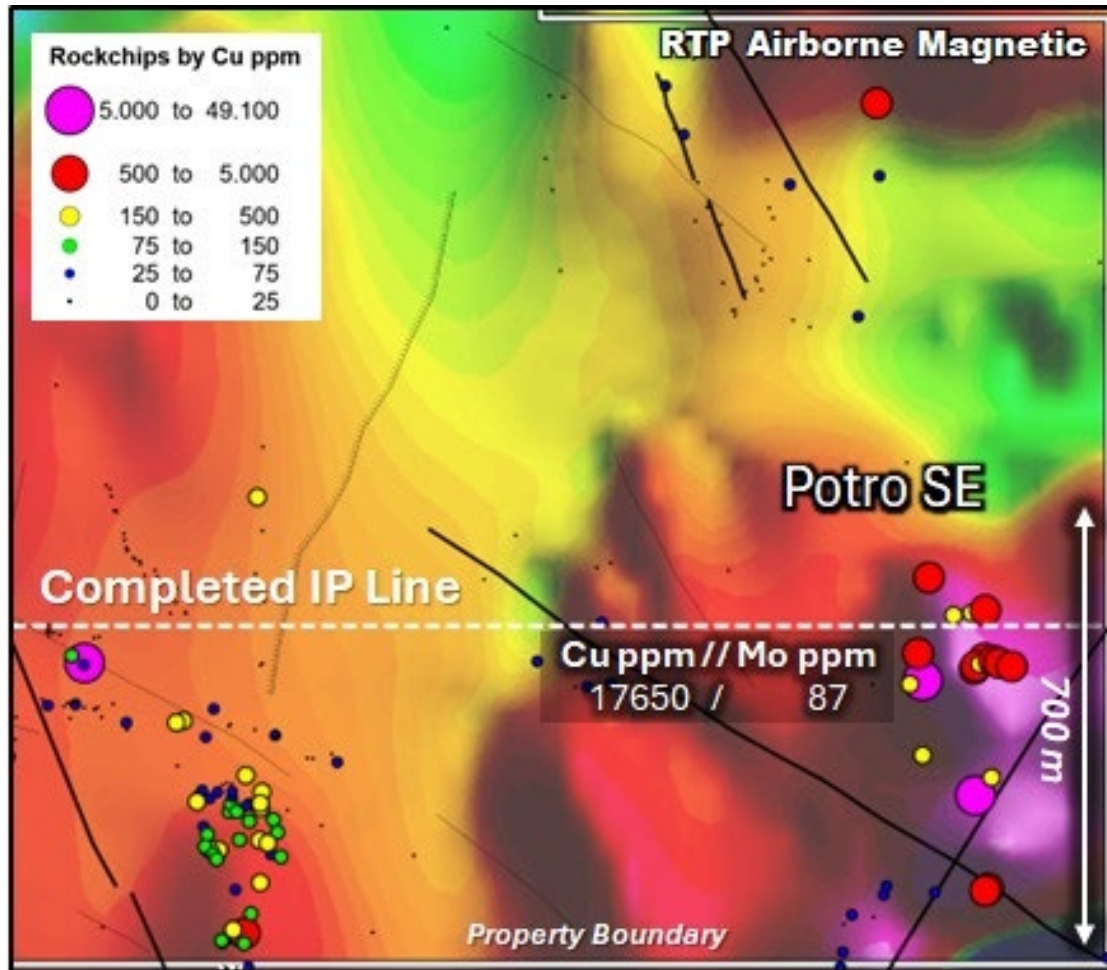 RTP Airborne Magnetic
Rockchips by Cu ppm
5.000 to 49.100
500 to 5.000
150 to 500
75 to 150
25 to 75
0 to 25
Potro SE
Completed IP Line
Cu ppm // Mo ppm
17650 / 87
700 m
Property Boundary